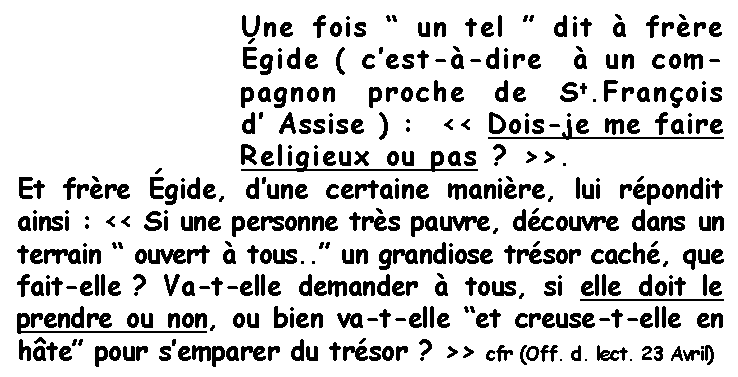 Une fois “ un tel ” dit à frère
Égide ( c’est-à-dire à un com-
pagnon proche de St.François
d’ Assise ) : << Dois-je me faire
Religieux ou pas ? >>.
Et frère Égide, d’une certaine manière, lui répondit
ainsi : << Si une personne très pauvre, découvre dans un
terrain “ ouvert à tous..” un grandiose trésor caché, que
fait-elle ? Va-t-elle demander à tous, si elle doit le
prendre ou non, ou bien va-t-elle “et creuse-t-elle en
hâte” pour s’emparer du trésor ? >> cfr (Off. d. lect. 23 Avril)